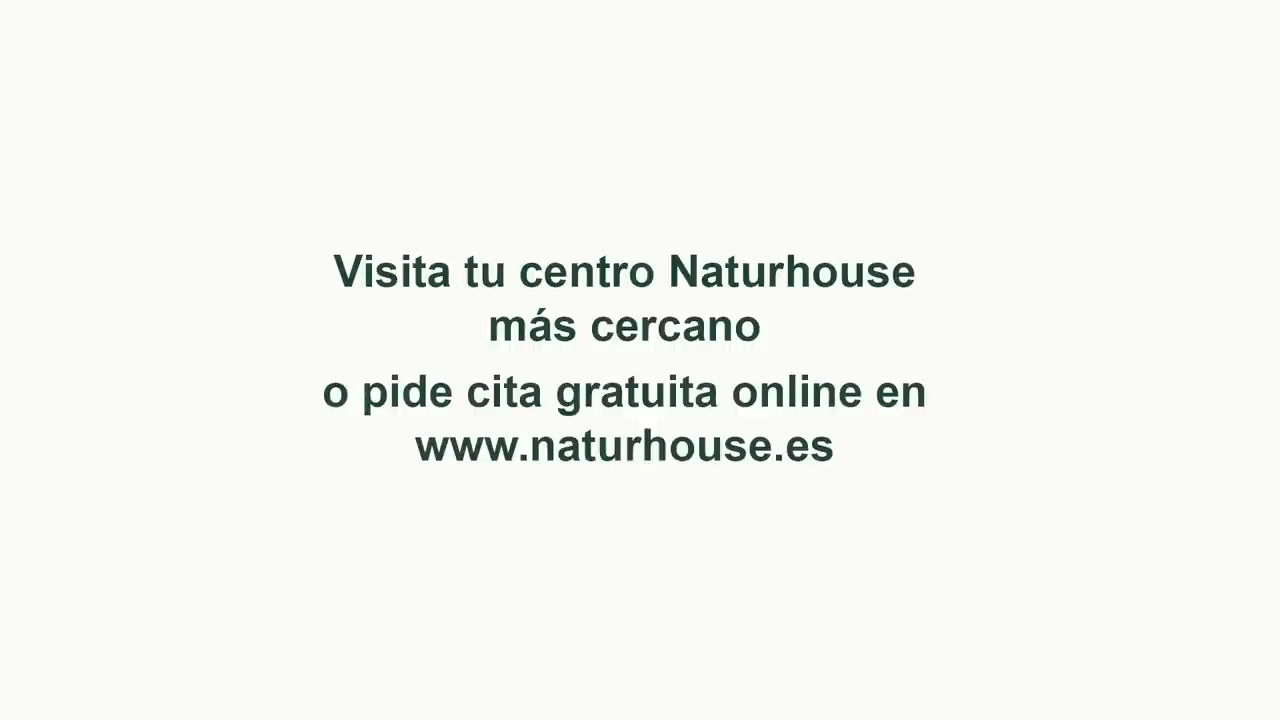 Visita tu centro Naturhouse
más cercano
o pide cita gratuita online en
www.naturhouse.es